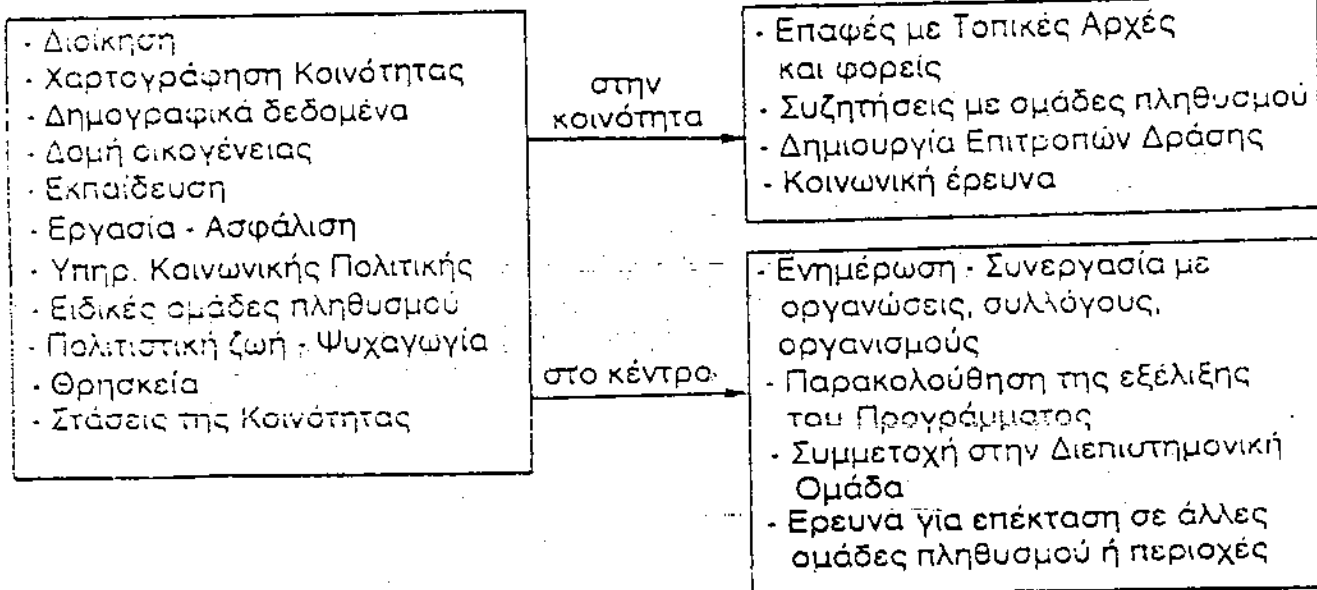 - Διοίκηση
- Χαρτογράφηση Κοινότητας
- Δημογραφικά δεδομένα
- Δομή οικογένειας
- Εκπαίδευση
- Εργασία - Ασφάλιση
- Υπηρ. Κοινωνικής Πολιτικής
- Ειδικές ομάδες πληθυσμού
- Πολιτιστική ζωή - Ψυχαγωγία
- Θρησκεία
- Στάσεις της Κοινότητας
στην
κοινότητα
- Επαφές με Τοπικές Αρχές
και φορείς
- Συζητήσεις με ομάδες πληθυσμού
- Δημιουργία Επιτροπών Δράσης
- Κοινωνική έρευνα
στο κέντρο
- Ενημέρωση - Συνεργασία με
οργανώσεις, συλλόγους,
οργανισμούς
- Παρακολούθηση της εξέλιξης
του Προγράμματος
- Συμμετοχή στην Διεπιστημονική
Ομάδα
- Ερευνα για επέκταση σε άλλες
ομάδες πληθυσμού ή περιοχές